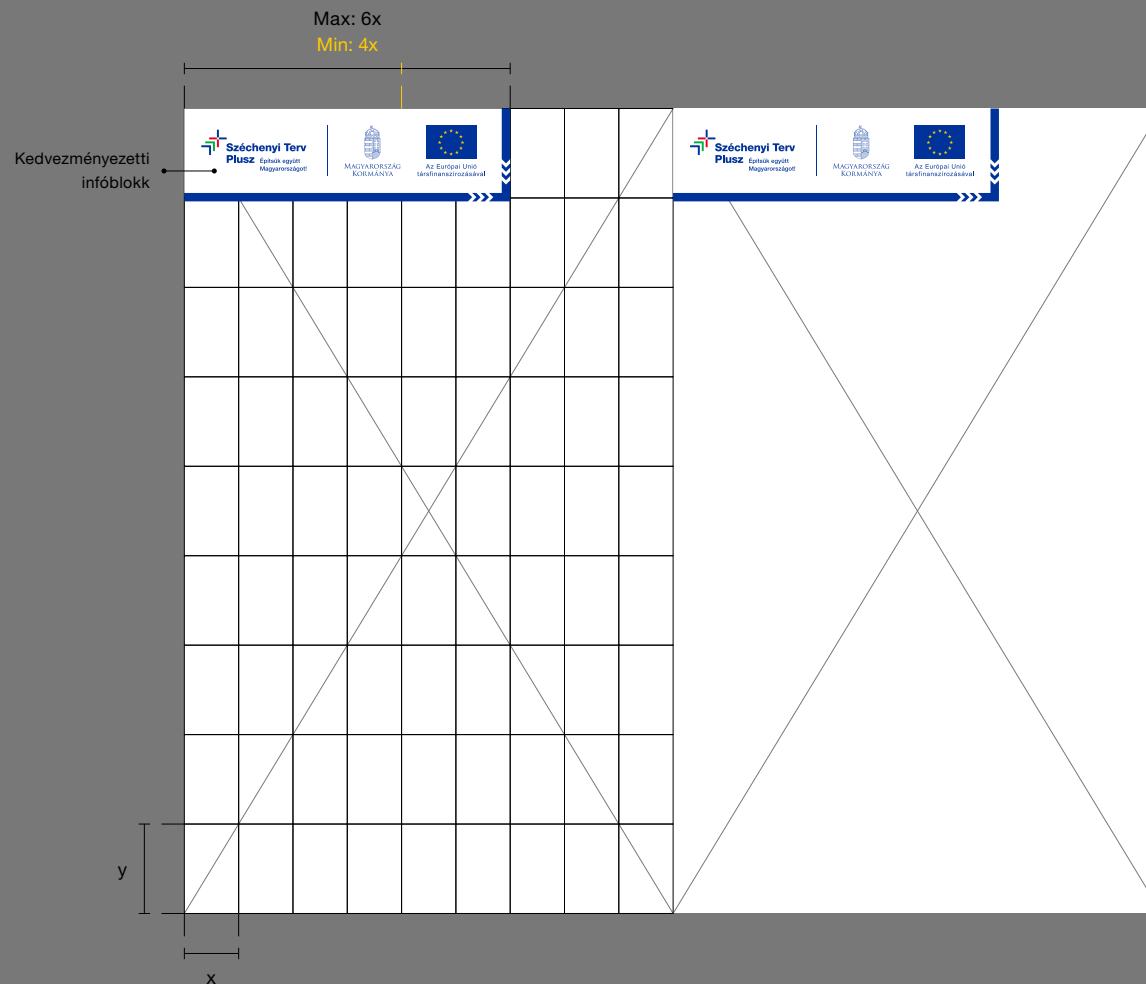 Max: 6x
Min: 4x
Kedvezményezetti
infóblokk
Széchenyi Terv
Plusz Építsük együtt
Magyarországot!
MAGYARORSZÁG
KORMÁNYA
Az Európai Unió
társfinanszírozásával
Széchenyi Terv
Plusz Építsük együtt
Magyarországot!
MAGYARORSZÁG
KORMÁNYA
Az Európai Unió
társfinanszírozásával
y
x